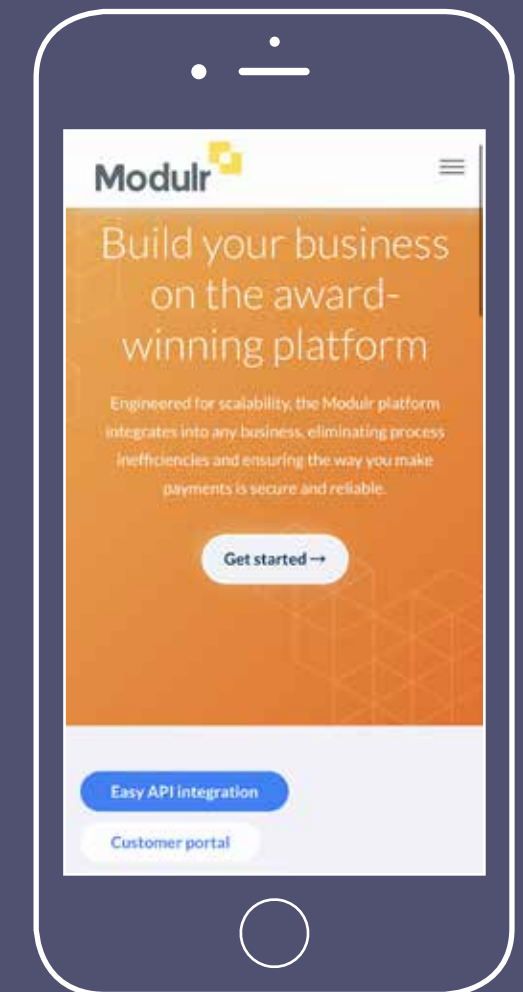 Modulr
Build your business
on the award-
winning platform
Engineered for scalability, the Modulr platform
integrates into any business, eliminating process
inefficiencies and ensuring the way you make
payments is secure and reliable.
Get started →
Easy API integration
Customer portal